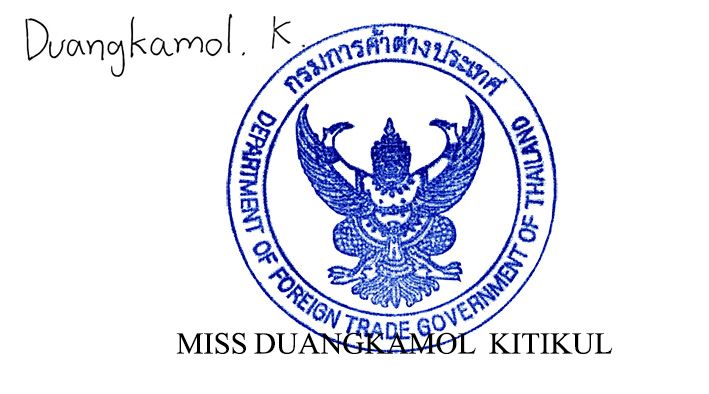 Duangkamol. K.
กรมการค้าต่างประเทศ
DEPARTMENT OF FOREIGN TRADE GOVERNMENT OF THAILAND
MISS DUANGKAMOL KITIKUL